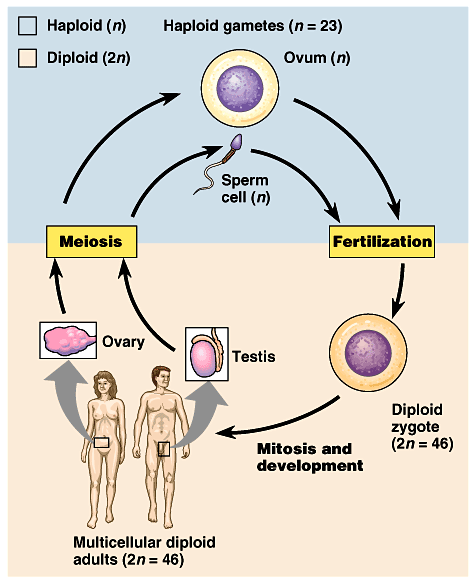 Haploid (n)
Haploid gametes (n = 23)
Diploid (2n)
Ovum (n)
Sperm
cell (n)
Meiosis
Fertilization
Ovary
Testis
Diploid
zygote
(2n = 46)
Mitosis and
development
Multicellular diploid
adults (2n = 46)